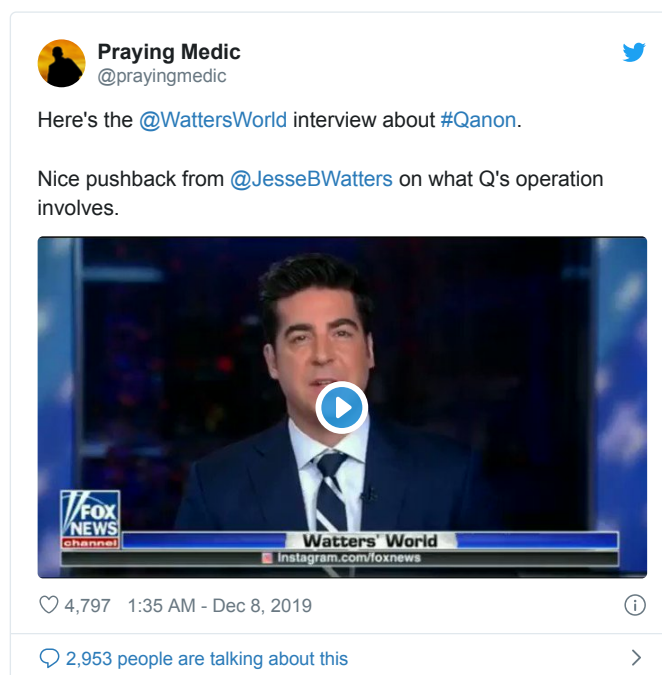 Praying Medic
@prayingmedic
Here's the @WattersWorld interview about #Qanon.
Nice pushback from @JesseBWatters on what Q's operation
involves.
FOX
NEWS
channel
Watters' World
Instagram.com/foxnews
4,797 1:35 AM - Dec 8, 2019
2,953 people are talking about this